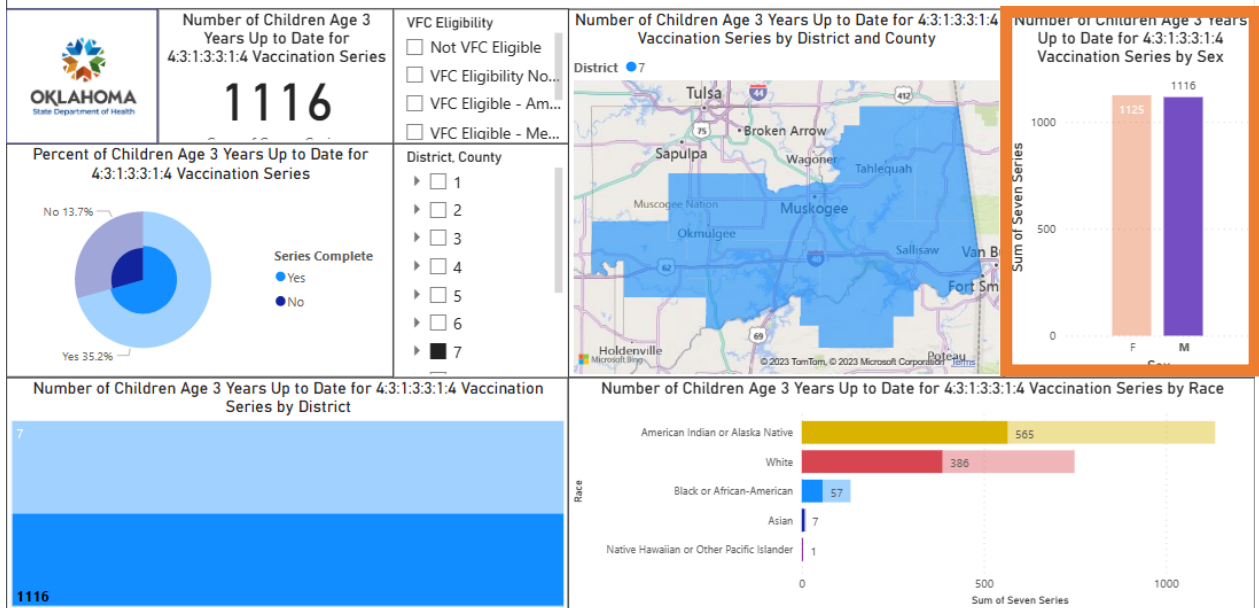 OKLAHOMA
State Department of Health
Number of Children Age 3
Years Up to Date for
4:3:1:3:3:1:4 Vaccination Series
1116
VFC Eligibility
Not VFC Eligible
VFC Eligibility No...
VFC Eligible - Am...
VFC Eligible - Me...
Number of Children Age 3 Years Up to Date for 4:3:1:3:3:1:4
Vaccination Series by District and County
District 7
Tulsa
44
412
75
Broken Arrow
Sapulpa
Wagoner
Tahlequah
Muscogee Nation
Muskogee
Okmulgee
Sallisaw
Van B
62
40
Fort Sm
69
Holdenville
Poteau
Microsoft Bing
© 2023 TomTom, © 2023 Microsoft Corporation Terms
Number of Children Age 3 Years
Up to Date for 4:3:1:3:3:1:4
Vaccination Series by Sex
1116
1125
1000
500
0
Sum of Seven Series
F
M
Sex
Percent of Children Age 3 Years Up to Date for
4:3:1:3:3:1:4 Vaccination Series
No 13.7%
Yes 35.2%
Series Complete
Yes
No
District, County
1
2
3
4
5
6
7
Number of Children Age 3 Years Up to Date for 4:3:1:3:3:1:4 Vaccination
Series by District
7
1116
Number of Children Age 3 Years Up to Date for 4:3:1:3:3:1:4 Vaccination Series by Race
Race
American Indian or Alaska Native
565
White
386
Black or African-American
57
Asian
7
Native Hawaiian or Other Pacific Islander
1
0
500
1000
Sum of Seven Series